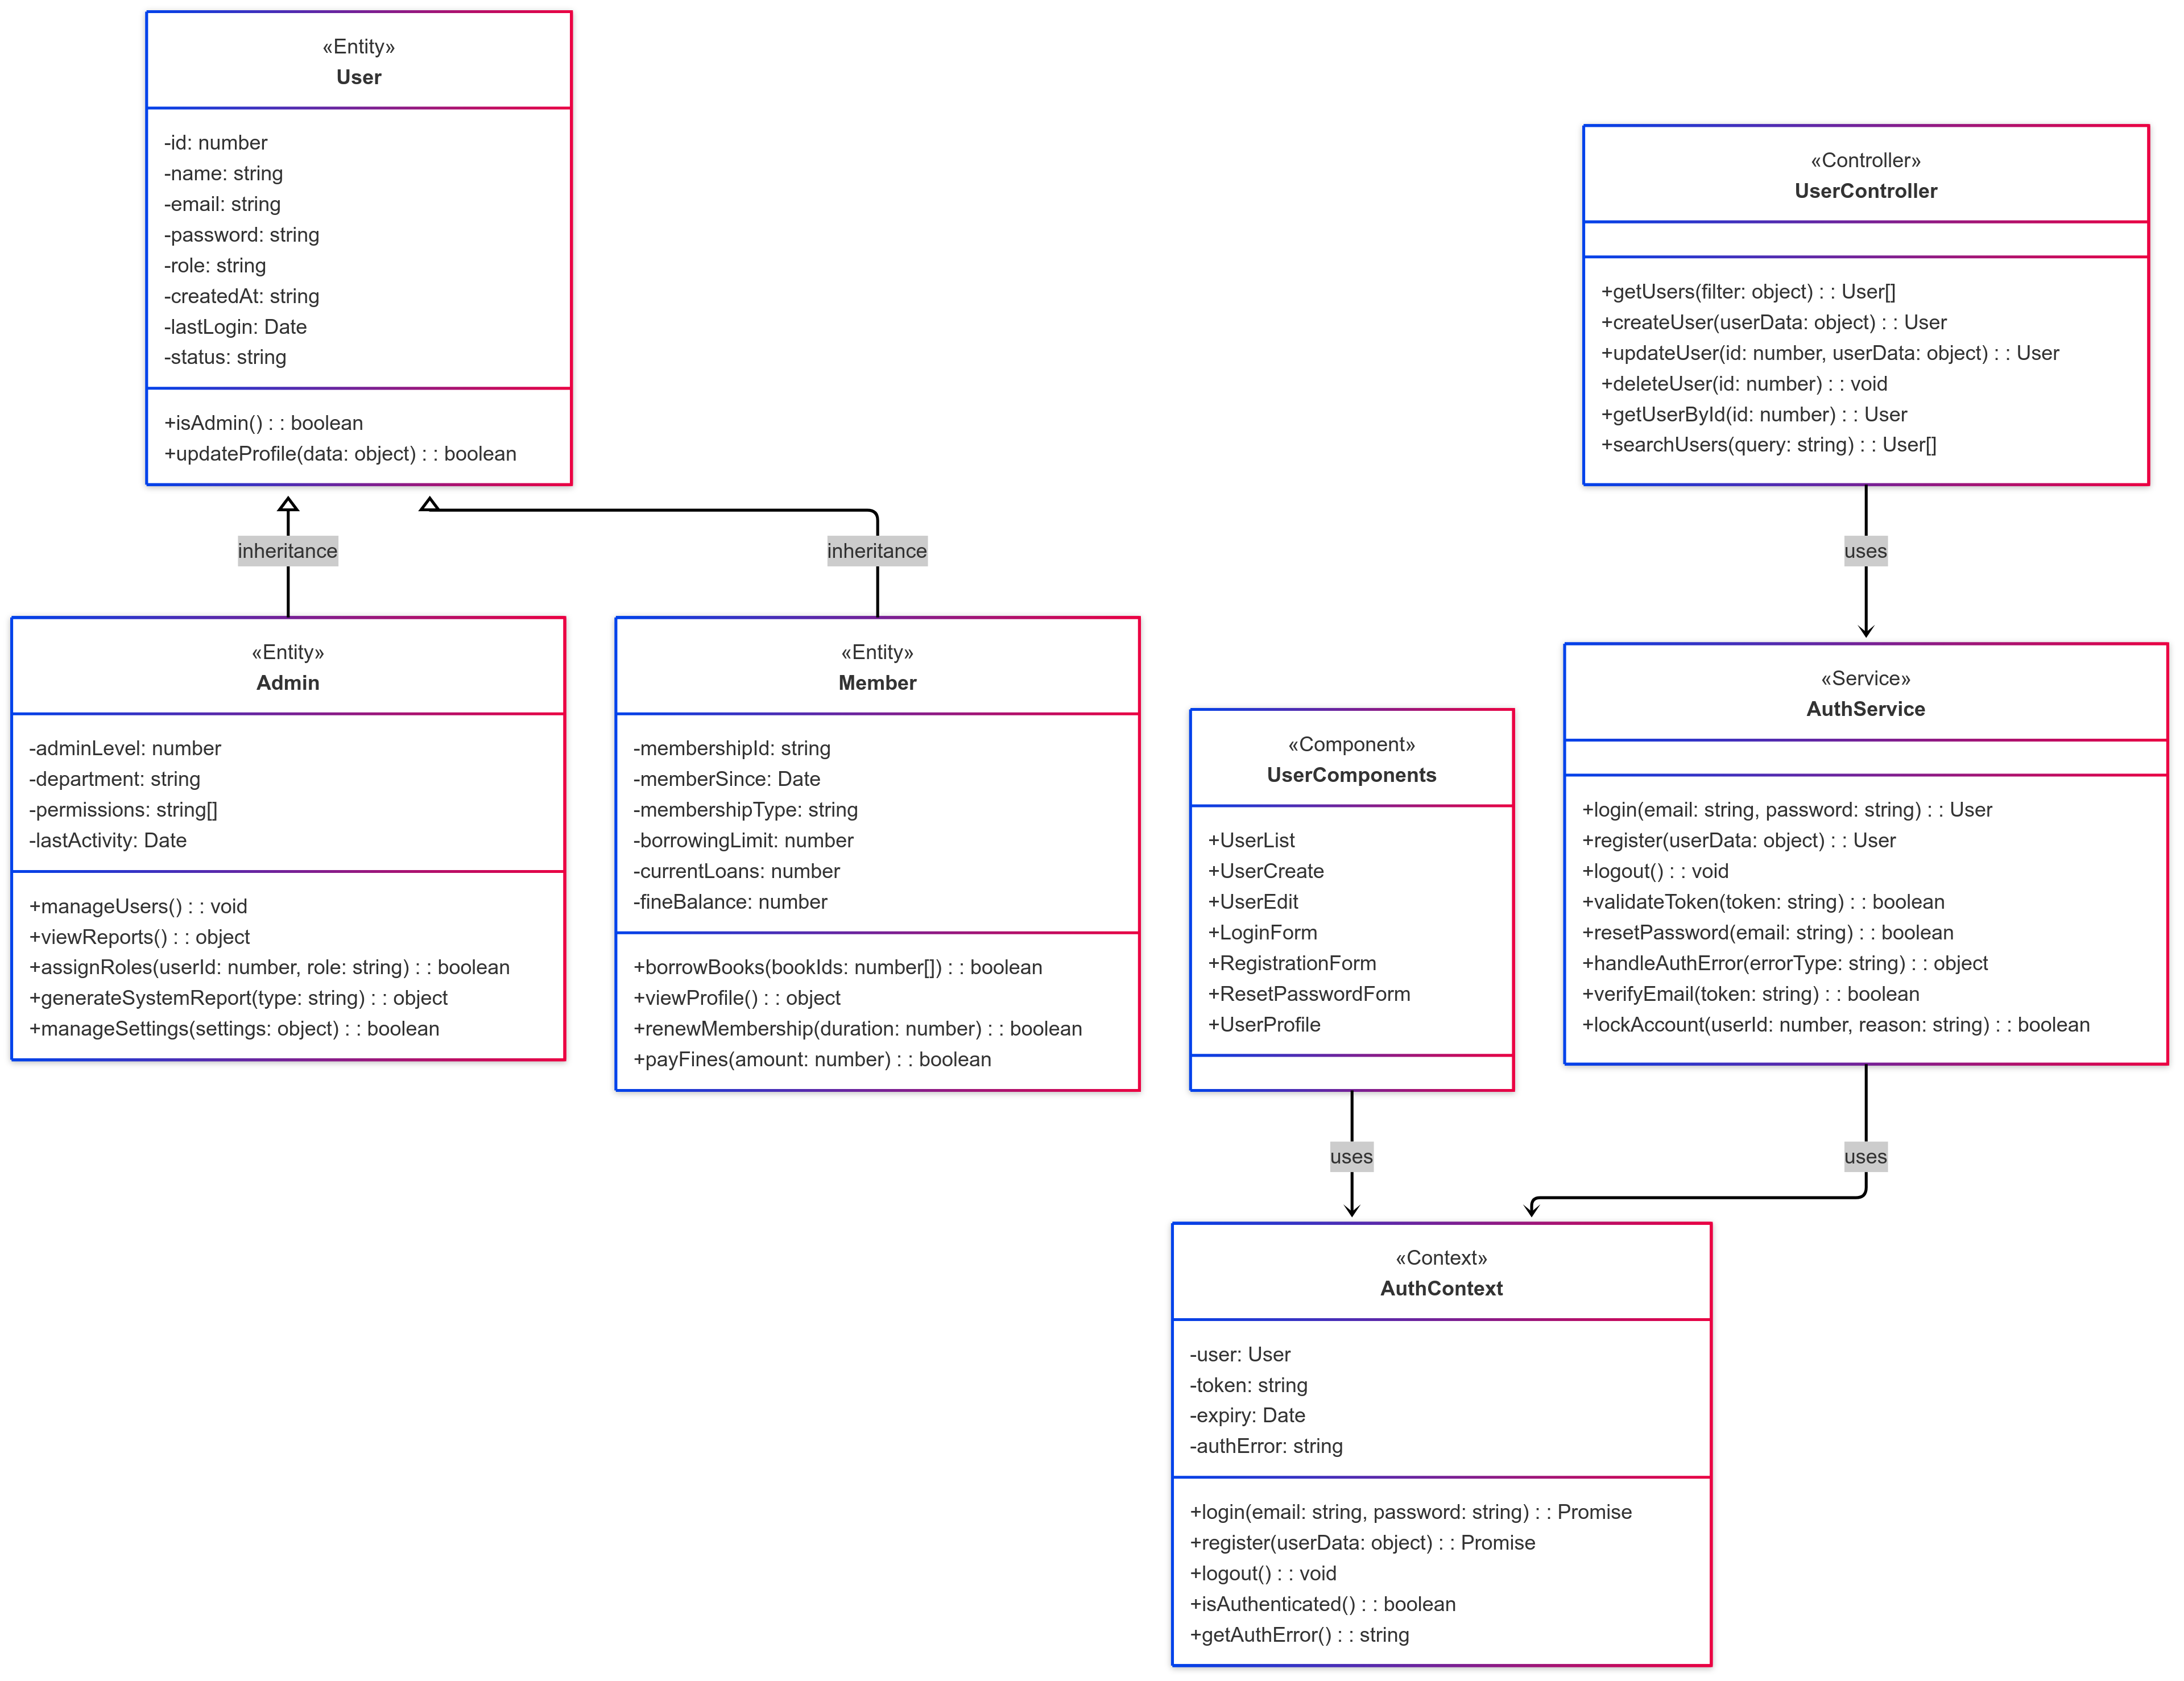 «Entity»
User
-id: number
-name: string
-email: string
-password: string
-role: string
-createdAt: string
-lastLogin: Date
-status: string
+isAdmin() : : boolean
+updateProfile(data: object) : : boolean
«Controller»
UserController
+getUsers(filter: object) : : User[]
+createUser(userData: object) : : User
+updateUser(id: number, userData: object) : : User
+deleteUser(id: number) : : void
+getUserById(id: number) : : User
+searchUsers(query: string) : : User[]
inheritance
inheritance
uses
«Entity»
Admin
-adminLevel: number
-department: string
-permissions: string[]
-lastActivity: Date
+manageUsers() : : void
+viewReports() : : object
+assignRoles(userId: number, role: string) : : boolean
+generateSystemReport(type: string) : : object
+manageSettings(settings: object) : : boolean
«Entity»
Member
-membershipId: string
-memberSince: Date
-membershipType: string
-borrowingLimit: number
-currentLoans: number
-fineBalance: number
+borrowBooks(bookIds: number[]) : : boolean
+viewProfile() : : object
+renewMembership(duration: number) : : boolean
+payFines(amount: number) : : boolean
«Component»
UserComponents
+UserList
+UserCreate
+UserEdit
+LoginForm
+RegistrationForm
+ResetPasswordForm
+UserProfile
«Service»
AuthService
+login(email: string, password: string) : : User
+register(userData: object) : : User
+logout() : : void
+validateToken(token: string) : : boolean
+resetPassword(email: string) : : boolean
+handleAuthError(errorType: string) : : object
+verifyEmail(token: string) : : boolean
+lockAccount(userId: number, reason: string) : : boolean
uses
uses
«Context»
AuthContext
-user: User
-token: string
-expiry: Date
-authError: string
+login(email: string, password: string) : : Promise
+register(userData: object) : : Promise
+logout() : : void
+isAuthenticated() : : boolean
+getAuthError() : : string